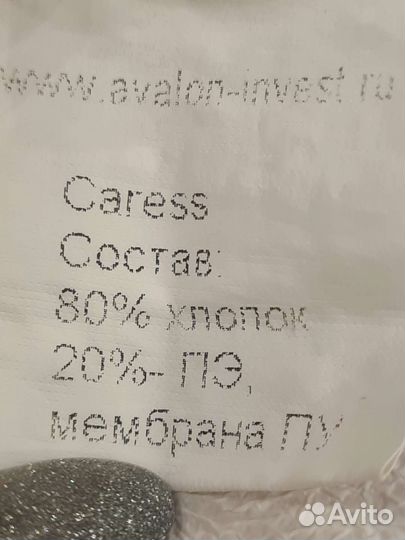 www.avalon-invest.ru
Caress
Состав:
80% хлопок
20%- ПЭ,
мембрана ПУ
Avito